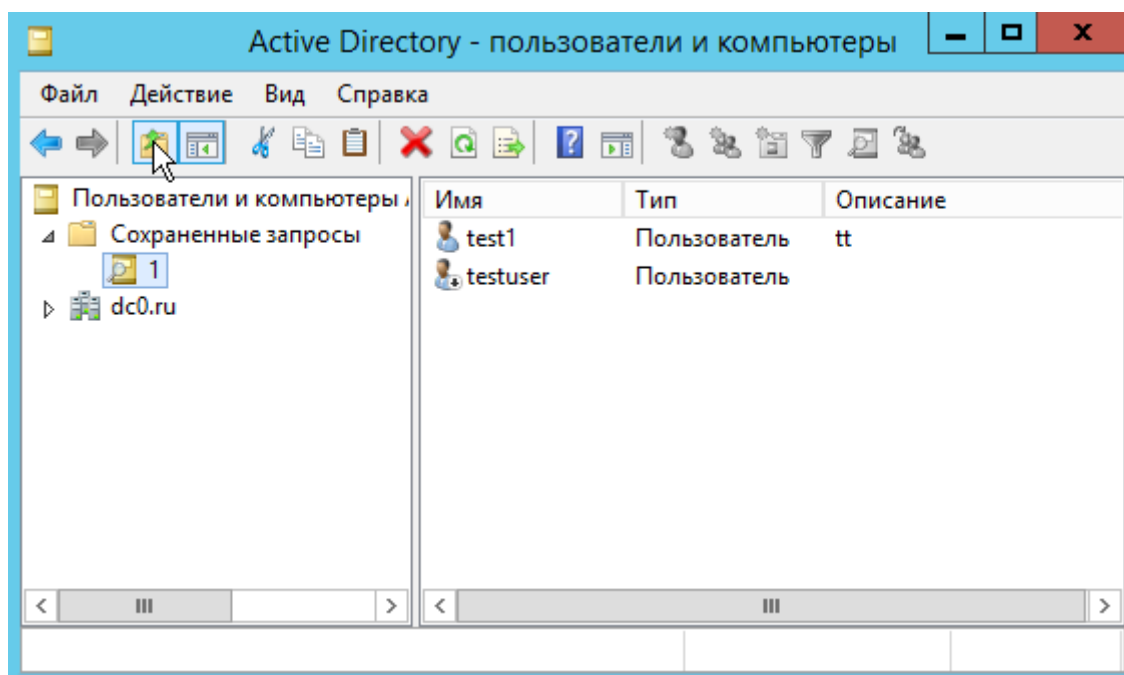 Active Directory - пользователи и компьютеры
Файл Действие Вид Справка
Пользователи и компьютеры
Сохраненные запросы
1
dc0.ru
Имя Тип Описание
test1 Пользователь tt
testuser Пользователь